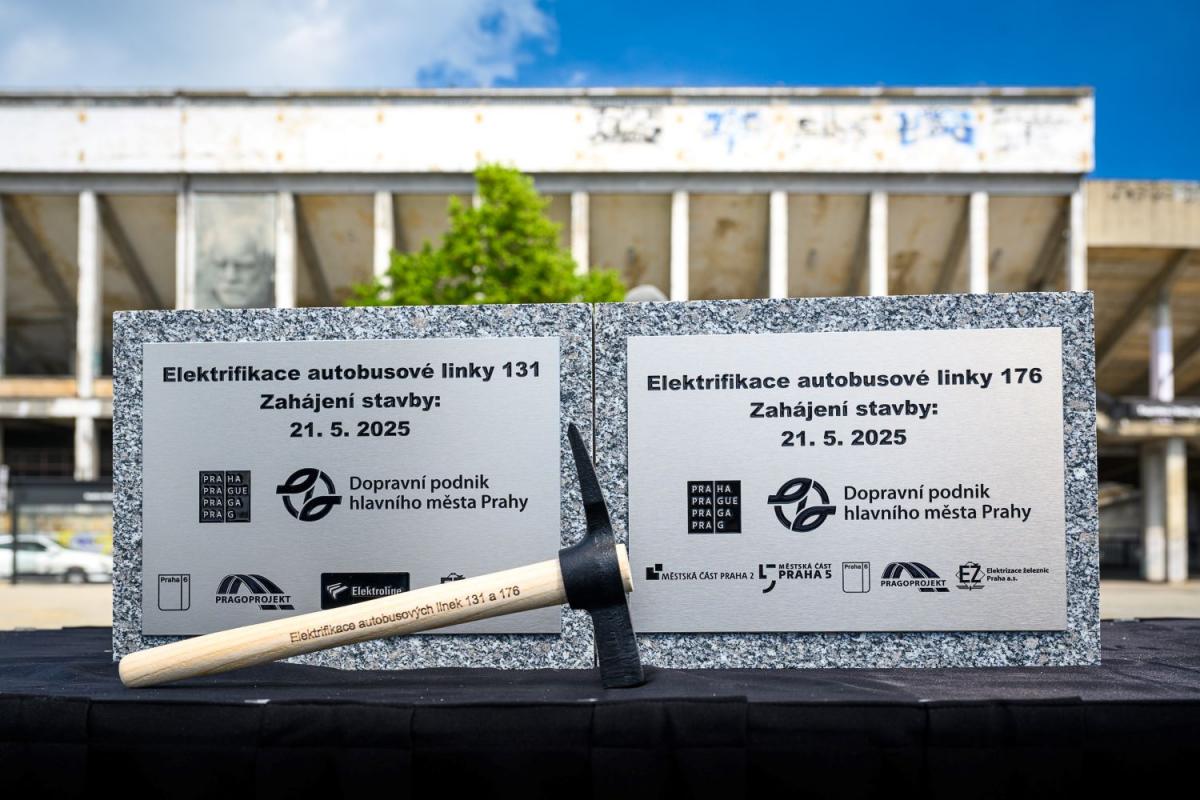 Elektrifikace autobusové linky 131
Zahájení stavby:
21. 5. 2025
PRA HA
PRA GUE
PRA GA
PRA G
Dopravní podnik
hlavního města Prahy
Praha 6
PRAGOPROJEKT
Elektroline
Elektrifikace autobusové linky 176
Zahájení stavby:
21. 5. 2025
PRA HA
PRA GUE
PRA GA
PRA G
Dopravní podnik
hlavního města Prahy
MĚSTSKÁ ČÁST PRAHA 2
MĚSTSKÁ ČÁST
PRAHA 5
Praha 6
PRAGOPROJEKT
EŽ
Elektrizace železnic
Praha a.s.
Elektrifikace autobusových linek 131 a 176